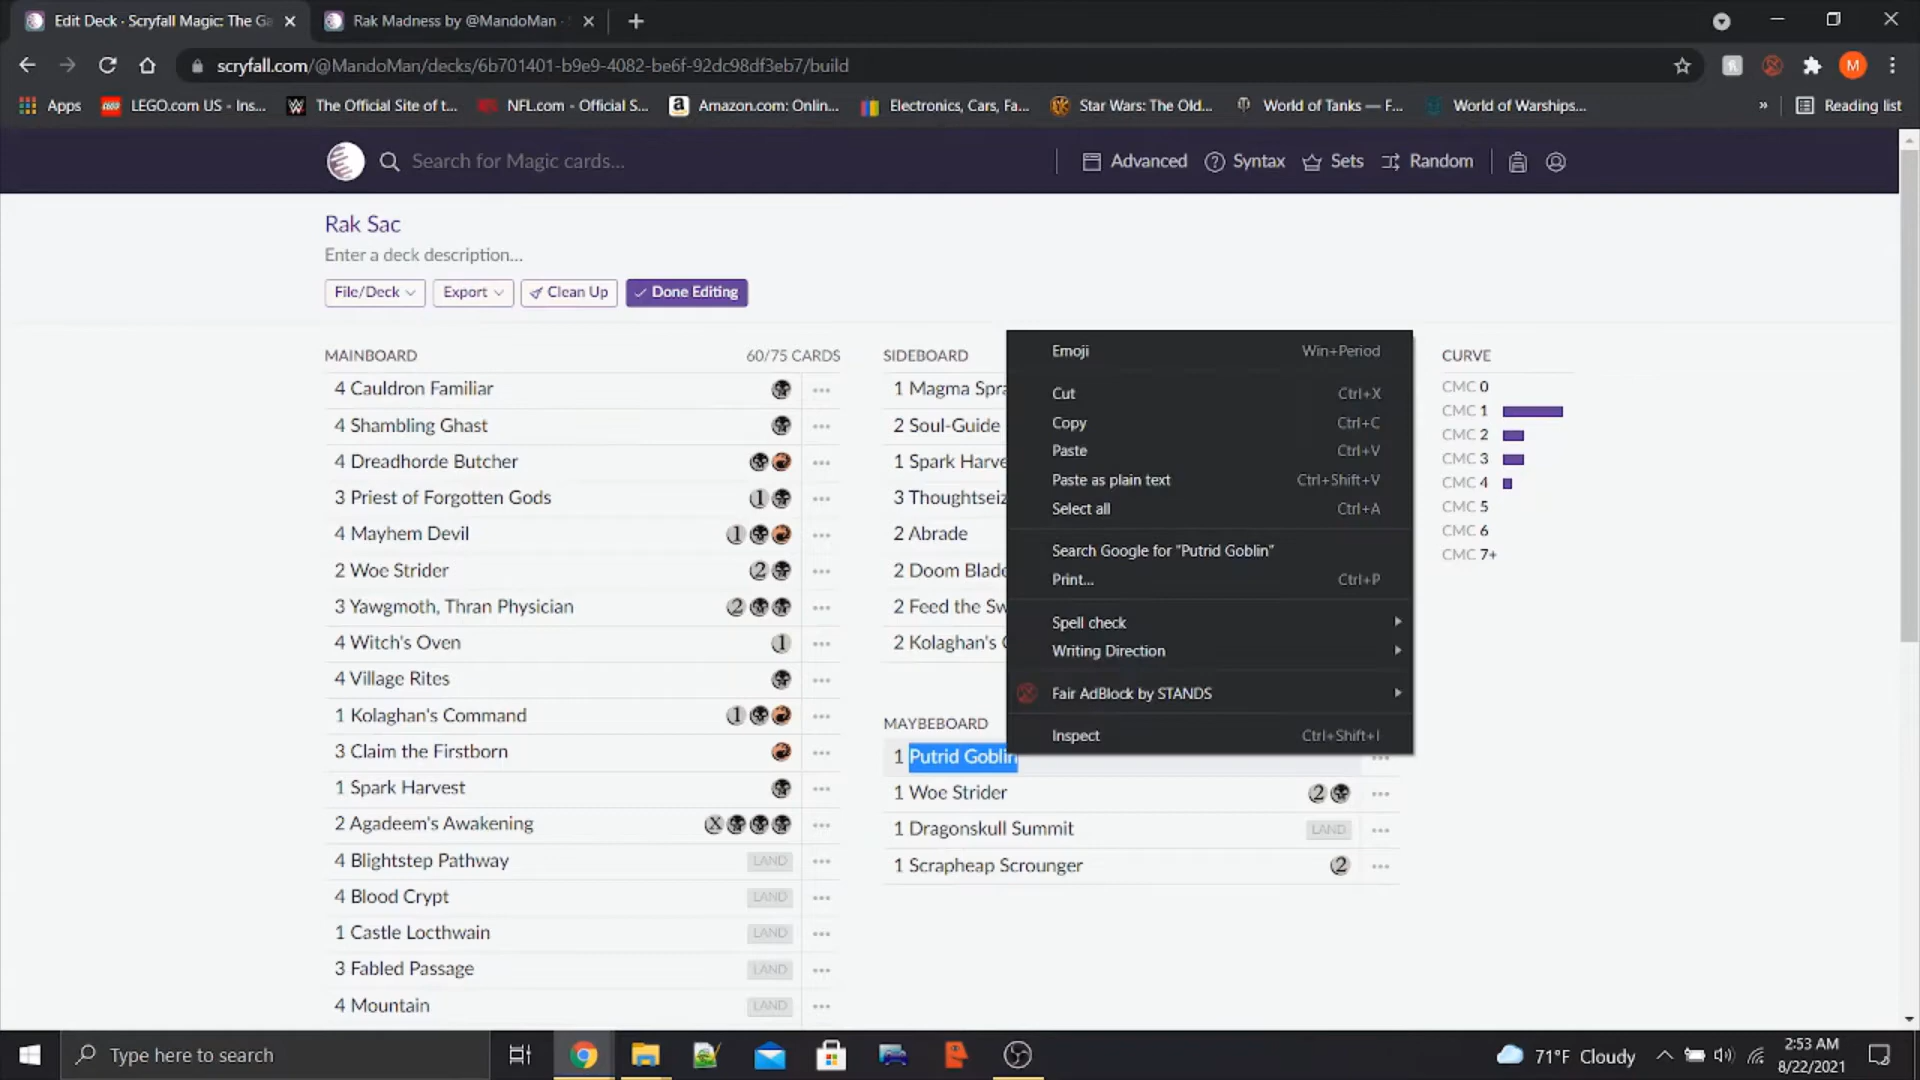 Edit Deck · Scryfall Magic: The Ga
Rak Madness by @MandoMan ·
scryfall.com/@MandoMan/decks/6b701401-b9e9-4082-be6f-92dc98df3eb7/build
M
Apps
LEGO.com US - Ins...
The Official Site of t...
NFL.com - Official S...
Amazon.com: Onlin...
Electronics, Cars, Fa...
Star Wars: The Old...
World of Tanks — F...
World of Warships...
»
Reading list
Search for Magic cards...
Advanced
Syntax
Sets
Random
Rak Sac
Enter a deck description...
File/Deck
Export
Clean Up
Done Editing
MAINBOARD 60/75 CARDS
4 Cauldron Familiar
4 Shambling Ghast
4 Dreadhorde Butcher
3 Priest of Forgotten Gods 1
4 Mayhem Devil 1
2 Woe Strider 2
3 Yawgmoth, Thran Physician 2
4 Witch's Oven 1
4 Village Rites
1 Kolaghan's Command 1
3 Claim the Firstborn
1 Spark Harvest
2 Agadeem's Awakening X
4 Blightstep Pathway LAND
4 Blood Crypt LAND
1 Castle Locthwain LAND
3 Fabled Passage LAND
4 Mountain LAND
SIDEBOARD
1 Magma Spra
2 Soul-Guide
1 Spark Harve
3 Thoughtseiz
2 Abrade
2 Doom Blade
2 Feed the Sw
2 Kolaghan's C
MAYBEBOARD
1 Putrid Goblin
1 Woe Strider 2
1 Dragonskull Summit LAND
1 Scrapheap Scrounger 2
Emoji Win+Period
Cut Ctrl+X
Copy Ctrl+C
Paste Ctrl+V
Paste as plain text Ctrl+Shift+V
Select all Ctrl+A
Search Google for "Putrid Goblin"
Print... Ctrl+P
Spell check
Writing Direction
Fair AdBlock by STANDS
Inspect Ctrl+Shift+I
CURVE
CMC 0
CMC 1
CMC 2
CMC 3
CMC 4
CMC 5
CMC 6
CMC 7+
Type here to search
71°F Cloudy
2:53 AM
8/22/2021